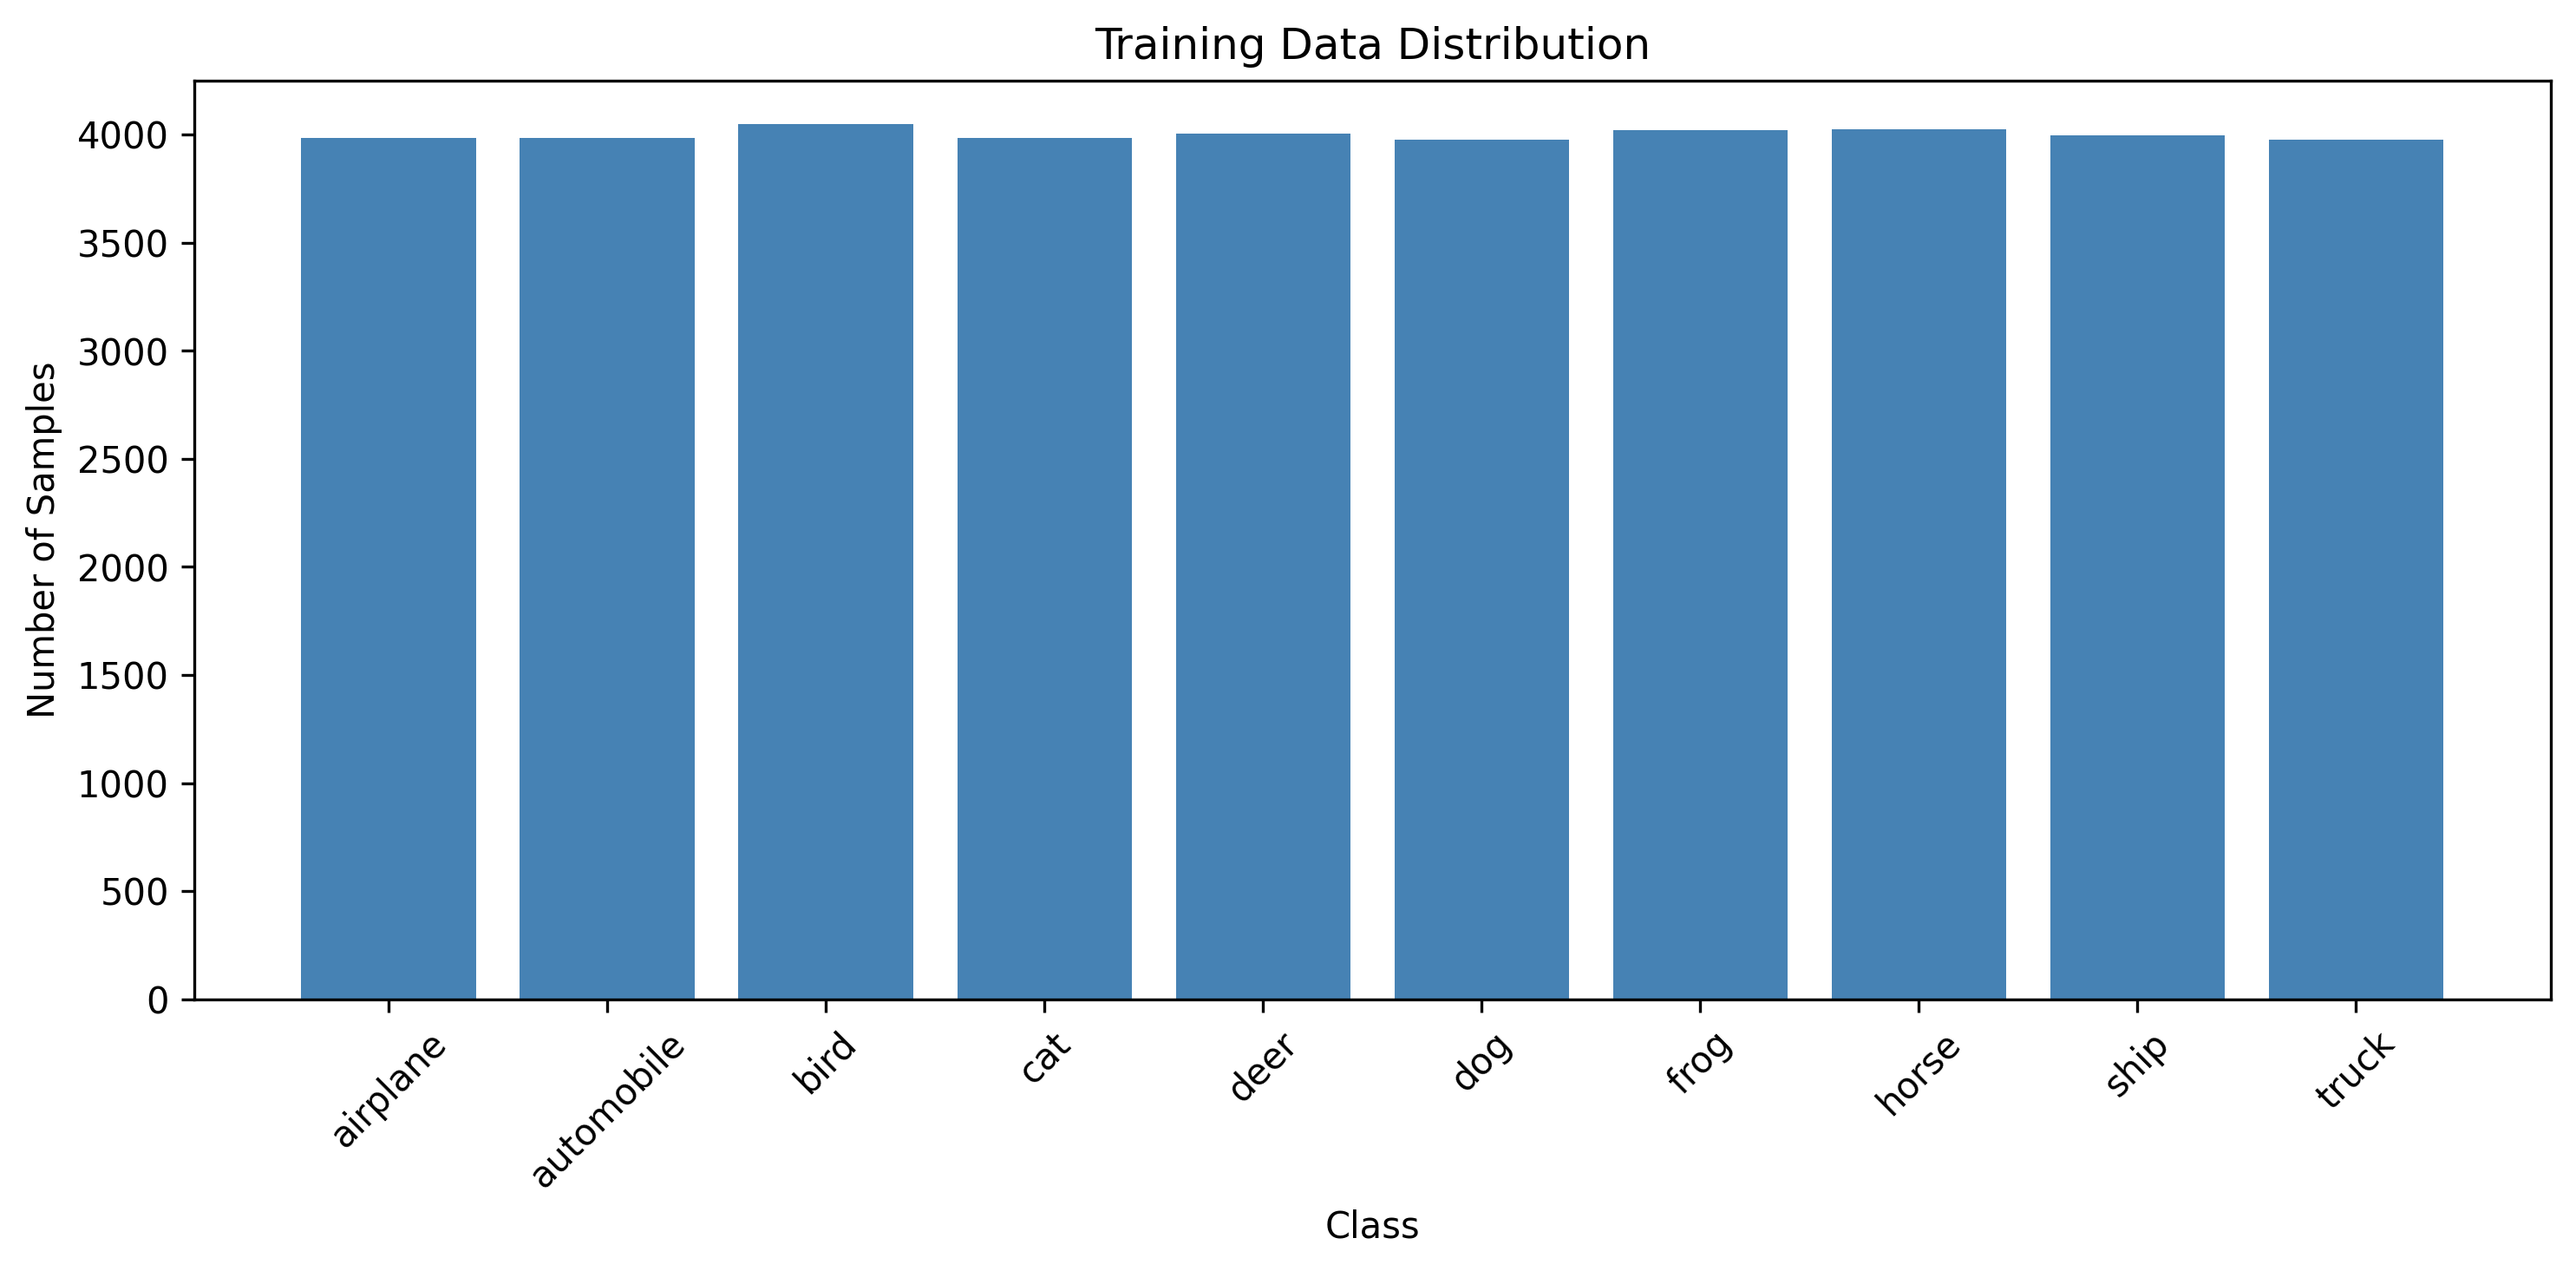 Training Data Distribution
Number of Samples
4000
3500
3000
2500
2000
1500
1000
500
0
airplane
automobile
bird
cat
deer
dog
frog
horse
ship
truck
Class